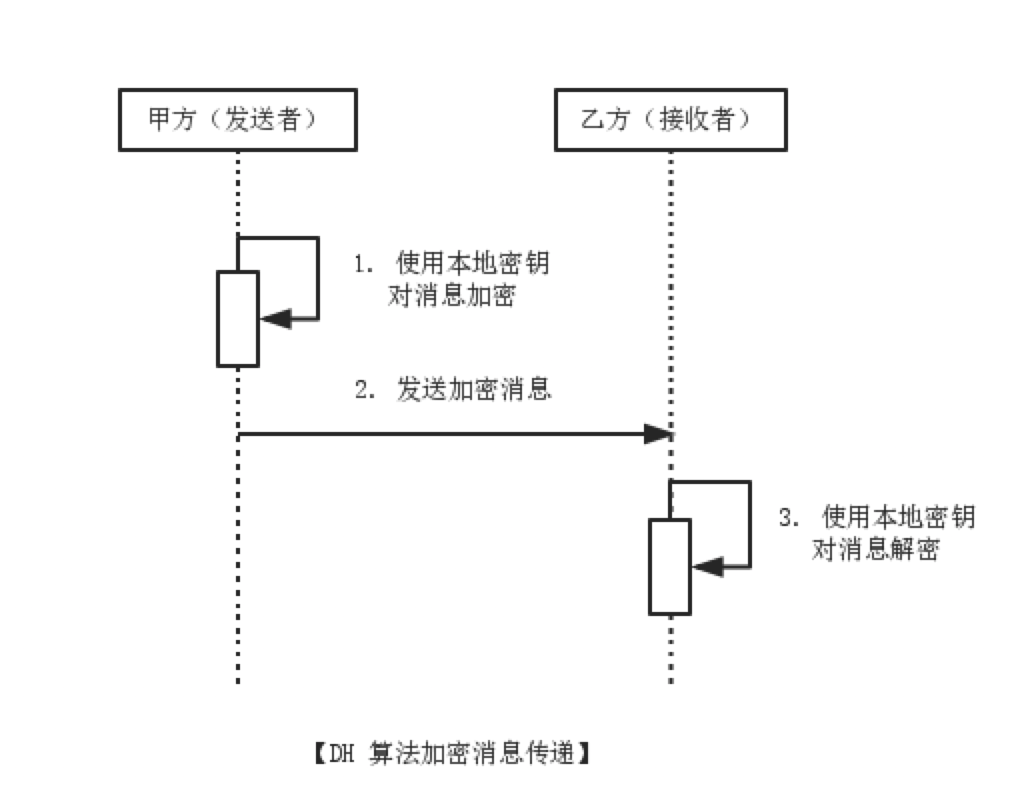 甲方（发送者）
乙方（接收者）
1. 使用本地密钥
对消息加密
2. 发送加密消息
3. 使用本地密钥
对消息解密
【DH 算法加密消息传递】